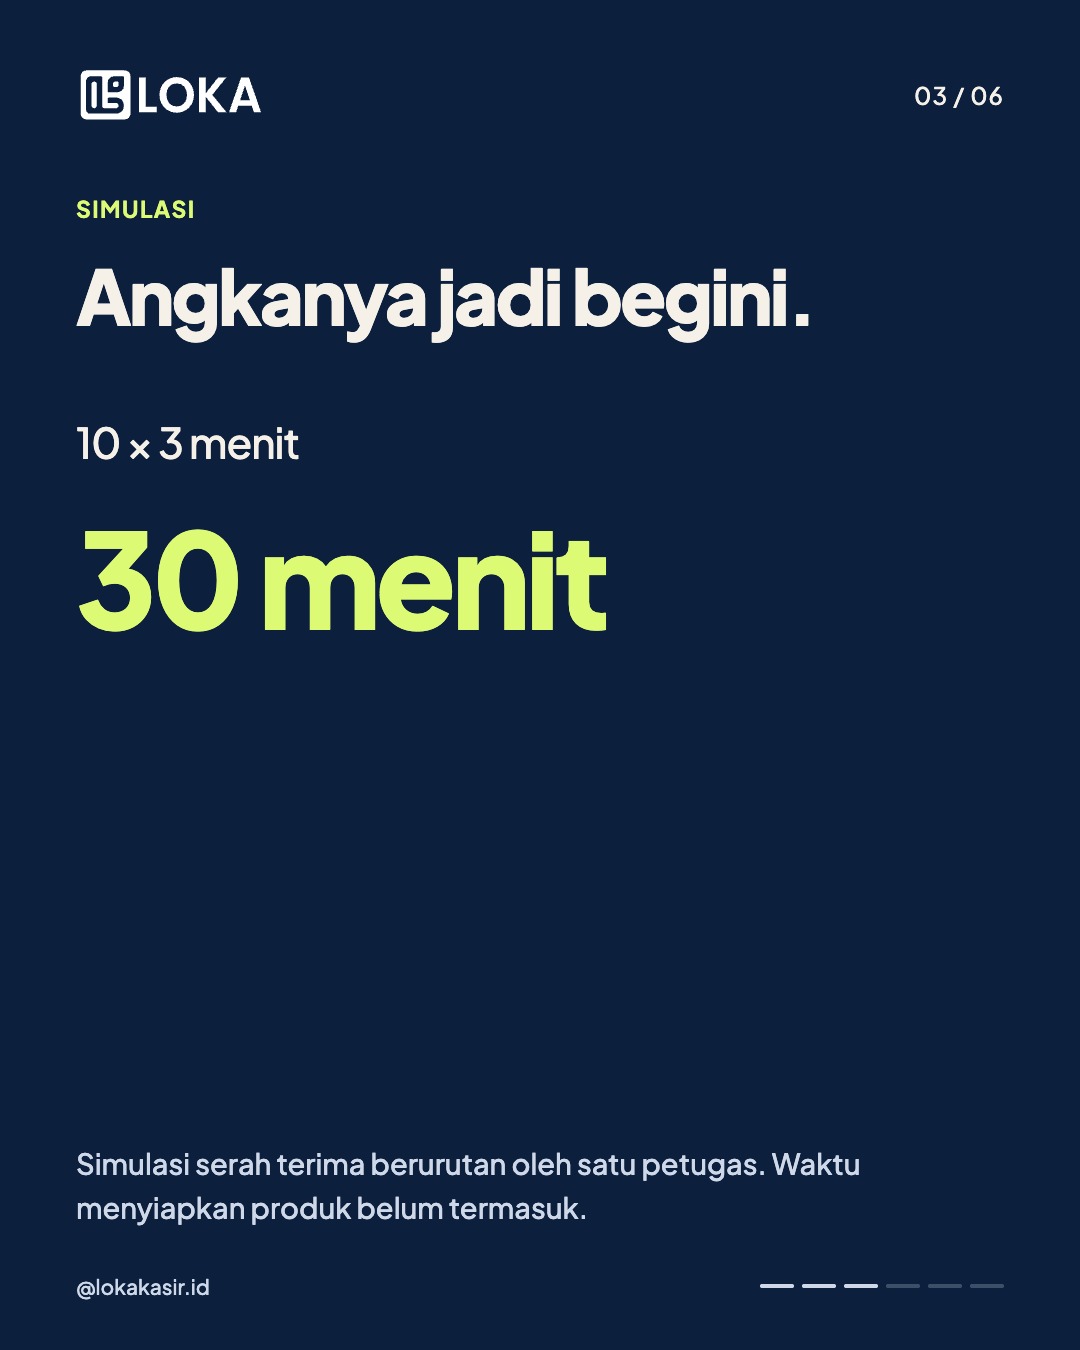 LOKA
03 / 06
SIMULASI
Angkanya jadi begini.
10 × 3 menit
30 menit
Simulasi serah terima berurutan oleh satu petugas. Waktu
menyiapkan produk belum termasuk.
@lokakasir.id